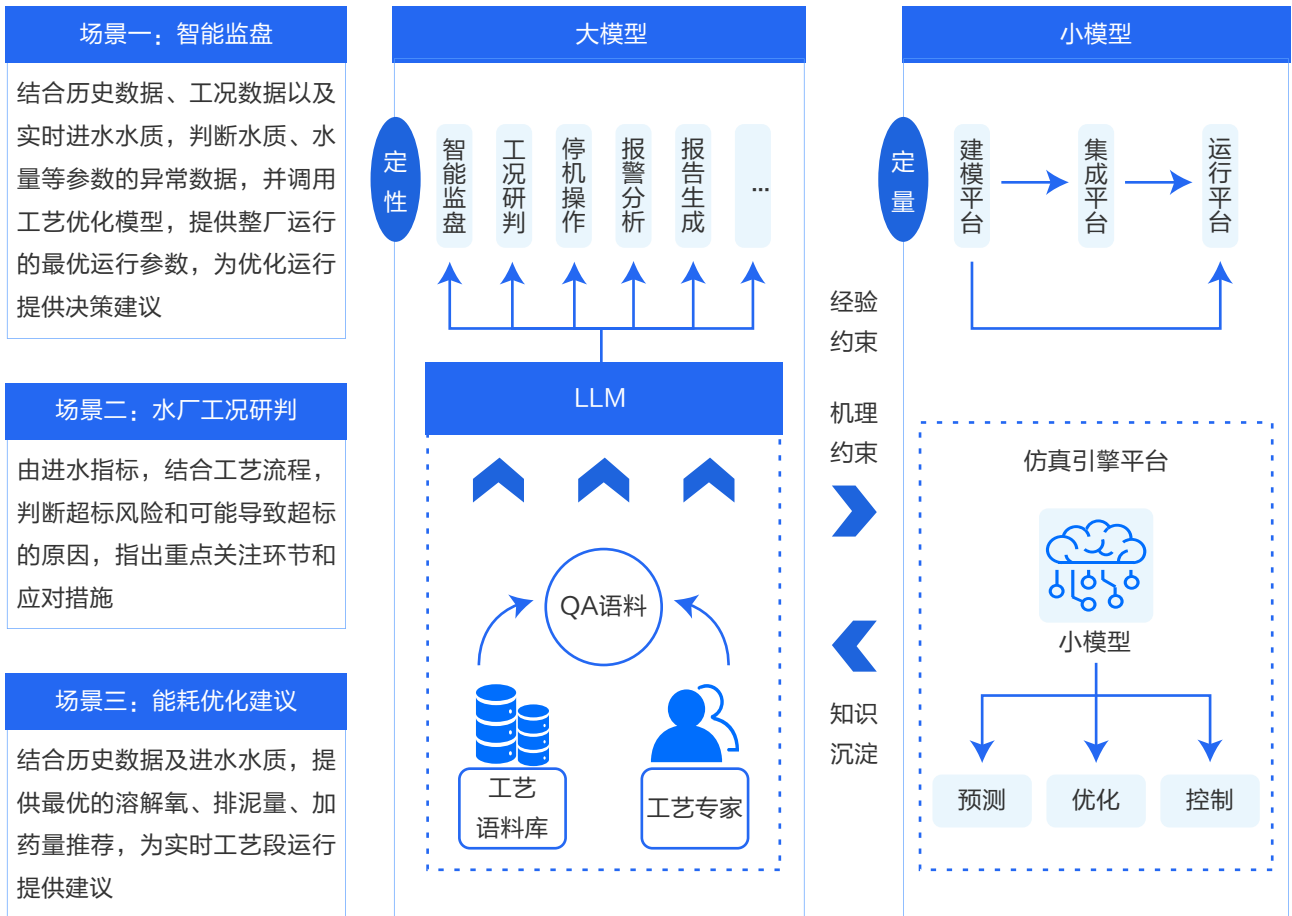 场景一：智能监盘
结合历史数据、工况数据以及
实时进水水质，判断水质、水
量等参数的异常数据，并调用
工艺优化模型，提供整厂运行
的最优运行参数，为优化运行
提供决策建议
场景二：水厂工况研判
由进水指标，结合工艺流程，
判断超标风险和可能导致超标
的原因，指出重点关注环节和
应对措施
场景三：能耗优化建议
结合历史数据及进水水质，提
供最优的溶解氧、排泥量、加
药量推荐，为实时工艺段运行
提供建议
大模型
定性
智能监盘
工况研判
停机操作
报警分析
报告生成
...
LLM
QA语料
工艺
语料库
工艺专家
经验
约束
机理
约束
知识
沉淀
小模型
定量
建模平台
集成平台
运行平台
仿真引擎平台
小模型
预测
优化
控制